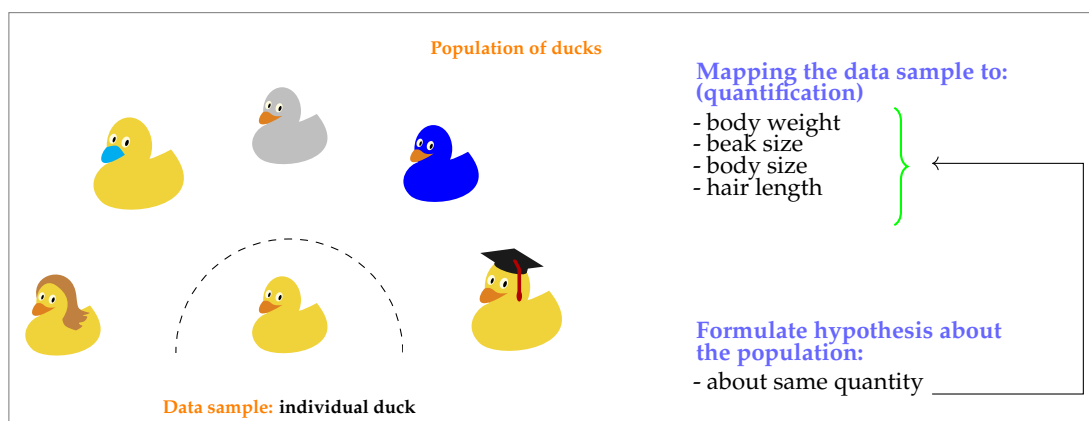 Population of ducks
Mapping the data sample to:
(quantification)
- body weight
- beak size
- body size
- hair length
Formulate hypothesis about
the population:
- about same quantity
Data sample: individual duck